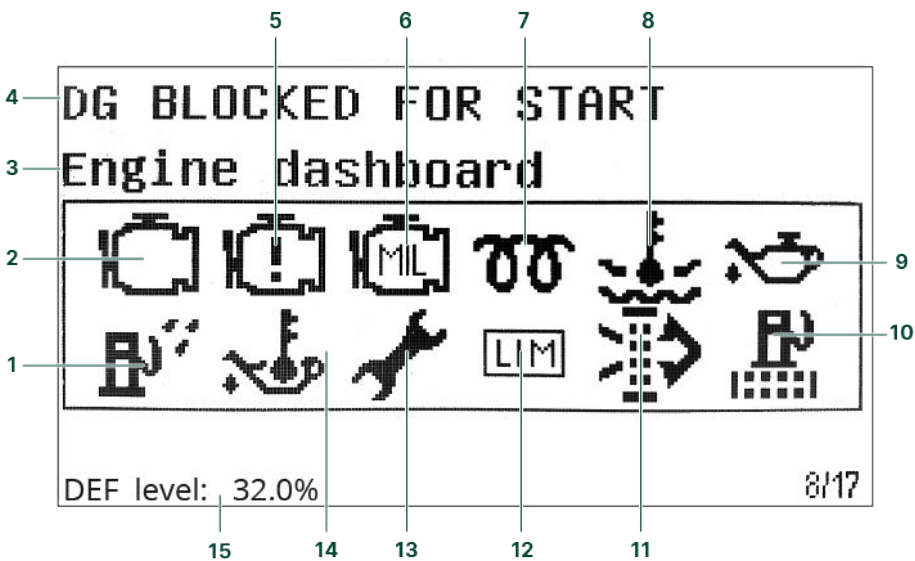 5 6 7 8
4 DG BLOCKED FOR START
3 Engine dashboard
2 MIL 9
1 LIM 10
DEF level: 32.0% 8/17
15 14 13 12 11